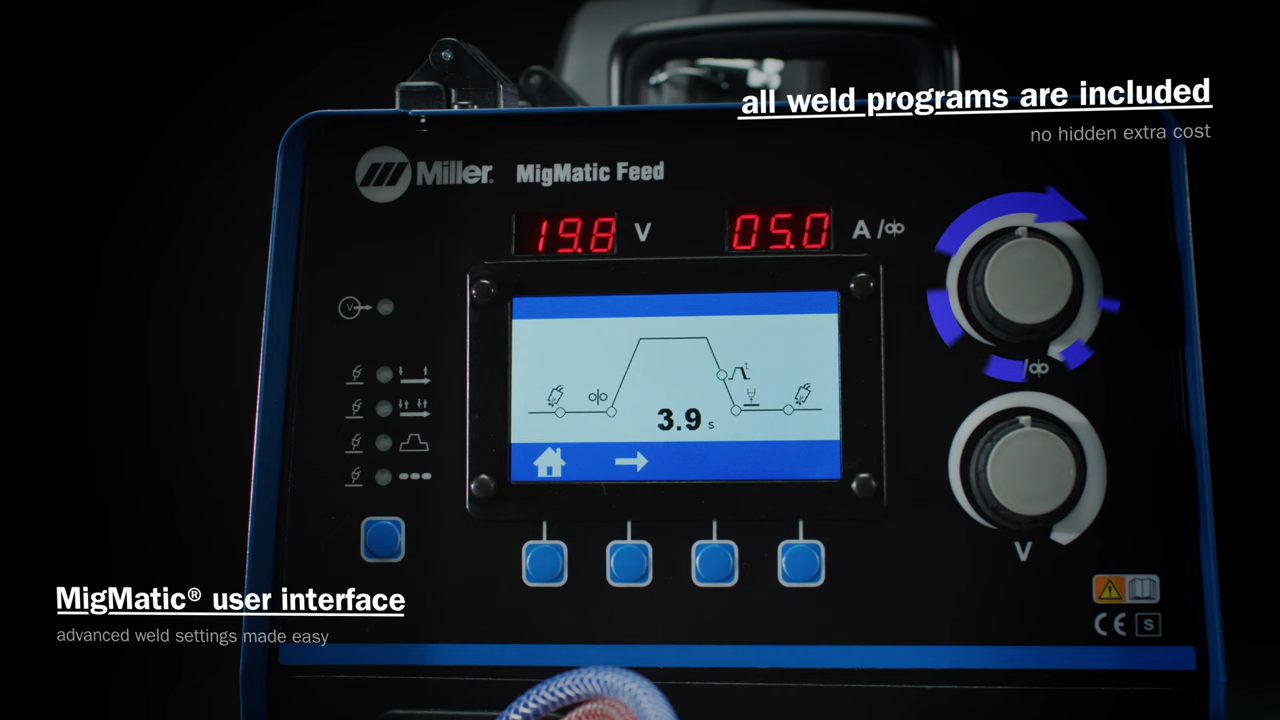 all weld programs are included
no hidden extra cost
Miller. MigMatic Feed
19.8 V 05.0 A/
V
t
3.9 s
/
V
CE S
MigMatic® user interface
advanced weld settings made easy